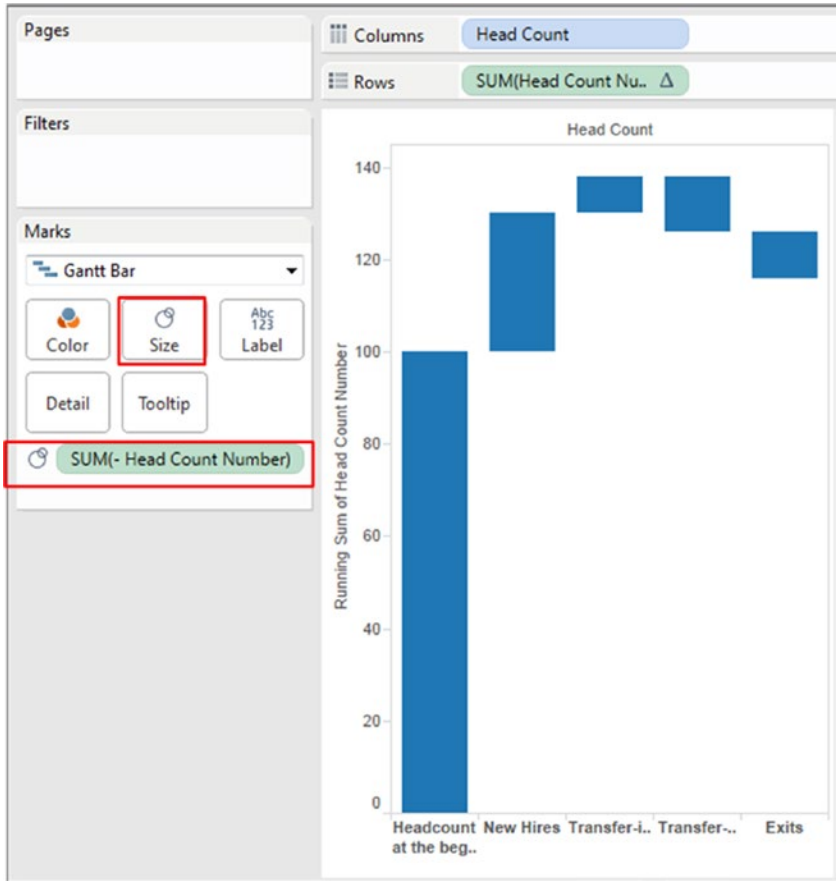 Pages
Columns
Head Count
Rows
SUM(Head Count Nu.. Δ
Filters
Marks
Gantt Bar
Color
Size
Abc
123
Label
Detail
Tooltip
SUM(- Head Count Number)
Head Count
Running Sum of Head Count Number
140
120
100
80
60
40
20
0
Headcount at the beg..
New Hires
Transfer-i..
Transfer-..
Exits